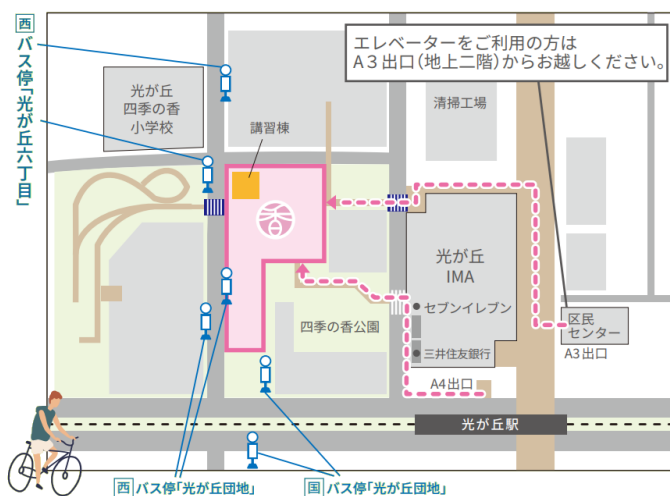 西
バス停「光が丘六丁目」
エレベーターをご利用の方は
A3出口(地上二階)からお越しください。
光が丘
四季の香
小学校
講習棟
清掃工場
光が丘
IMA
セブンイレブン
三井住友銀行
四季の香公園
区民
センター
A3出口
A4出口
光が丘駅
西 バス停「光が丘団地」
国 バス停「光が丘団地」